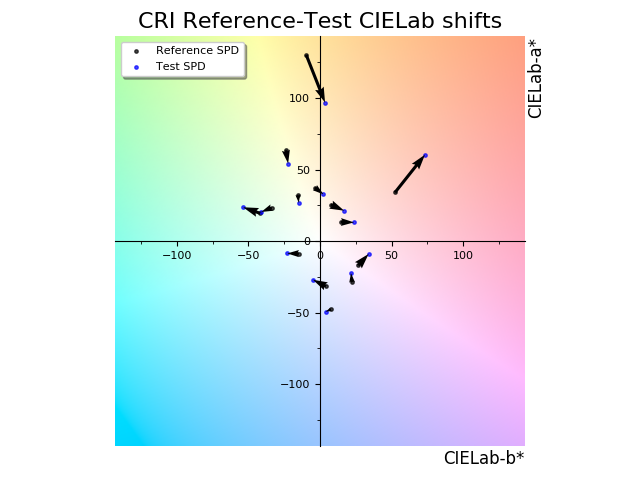 CRI Reference-Test CIELab shifts
Reference SPD
Test SPD
CIELab-a*
100
50
0
−100
−50
0
50
100
−50
−100
CIELab-b*